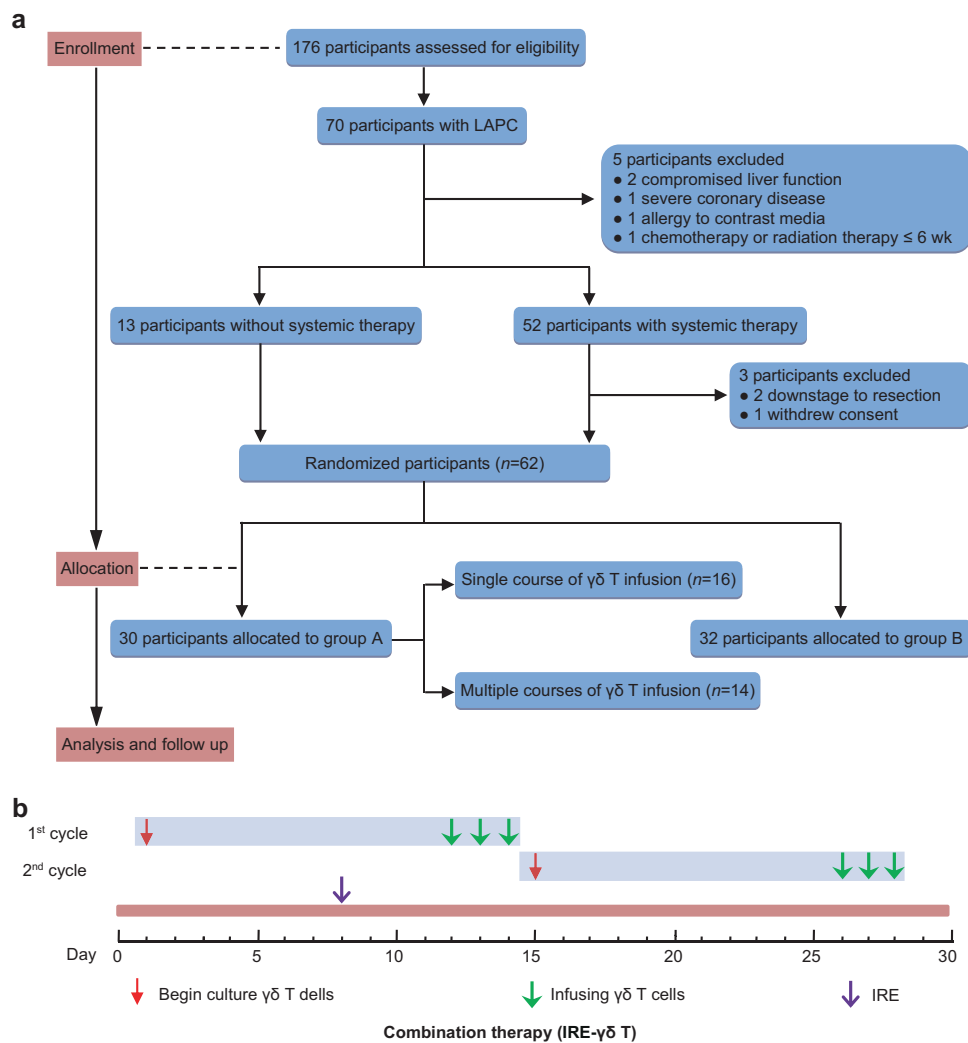 a
Enrollment
176 participants assessed for eligibility
70 participants with LAPC
5 participants excluded
● 2 compromised liver function
● 1 severe coronary disease
● 1 allergy to contrast media
● 1 chemotherapy or radiation therapy ≤ 6 wk
13 participants without systemic therapy
52 participants with systemic therapy
3 participants excluded
● 2 downstage to resection
● 1 withdrew consent
Randomized participants (n=62)
Allocation
Single course of γδ T infusion (n=16)
30 participants allocated to group A
32 participants allocated to group B
Multiple courses of γδ T infusion (n=14)
Analysis and follow up
b
1st cycle
2nd cycle
Day 0 5 10 15 20 25 30
Begin culture γδ T dells
Infusing γδ T cells
IRE
Combination therapy (IRE-γδ T)